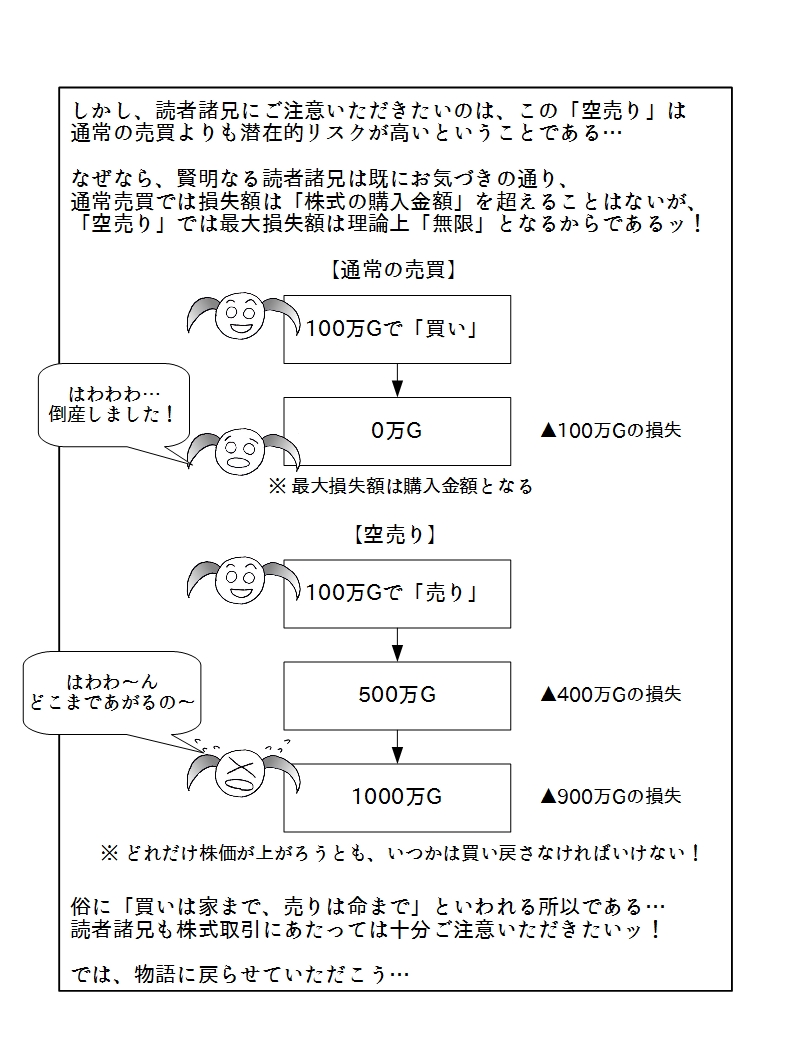 しかし、読者諸兄にご注意いただきたいのは、この「空売り」は
通常の売買よりも潜在的リスクが高いということである…
なぜなら、賢明なる読者諸兄は既にお気づきの通り、
通常売買では損失額は「株式の購入金額」を超えることはないが、
「空売り」では最大損失額は理論上「無限」となるからであるッ！
【通常の売買】
100万Gで「買い」
はわわわ…
倒産しました！
0万G
▲100万Gの損失
※ 最大損失額は購入金額となる
【空売り】
100万Gで「売り」
はわわ～ん
どこまであがるの～
500万G
▲400万Gの損失
1000万G
▲900万Gの損失
※ どれだけ株価が上がろうとも、いつかは買い戻さなければいけない！
俗に「買いは家まで、売りは命まで」といわれる所以である…
読者諸兄も株式取引にあたっては十分ご注意いただきたいッ！
では、物語に戻らせていただこう…